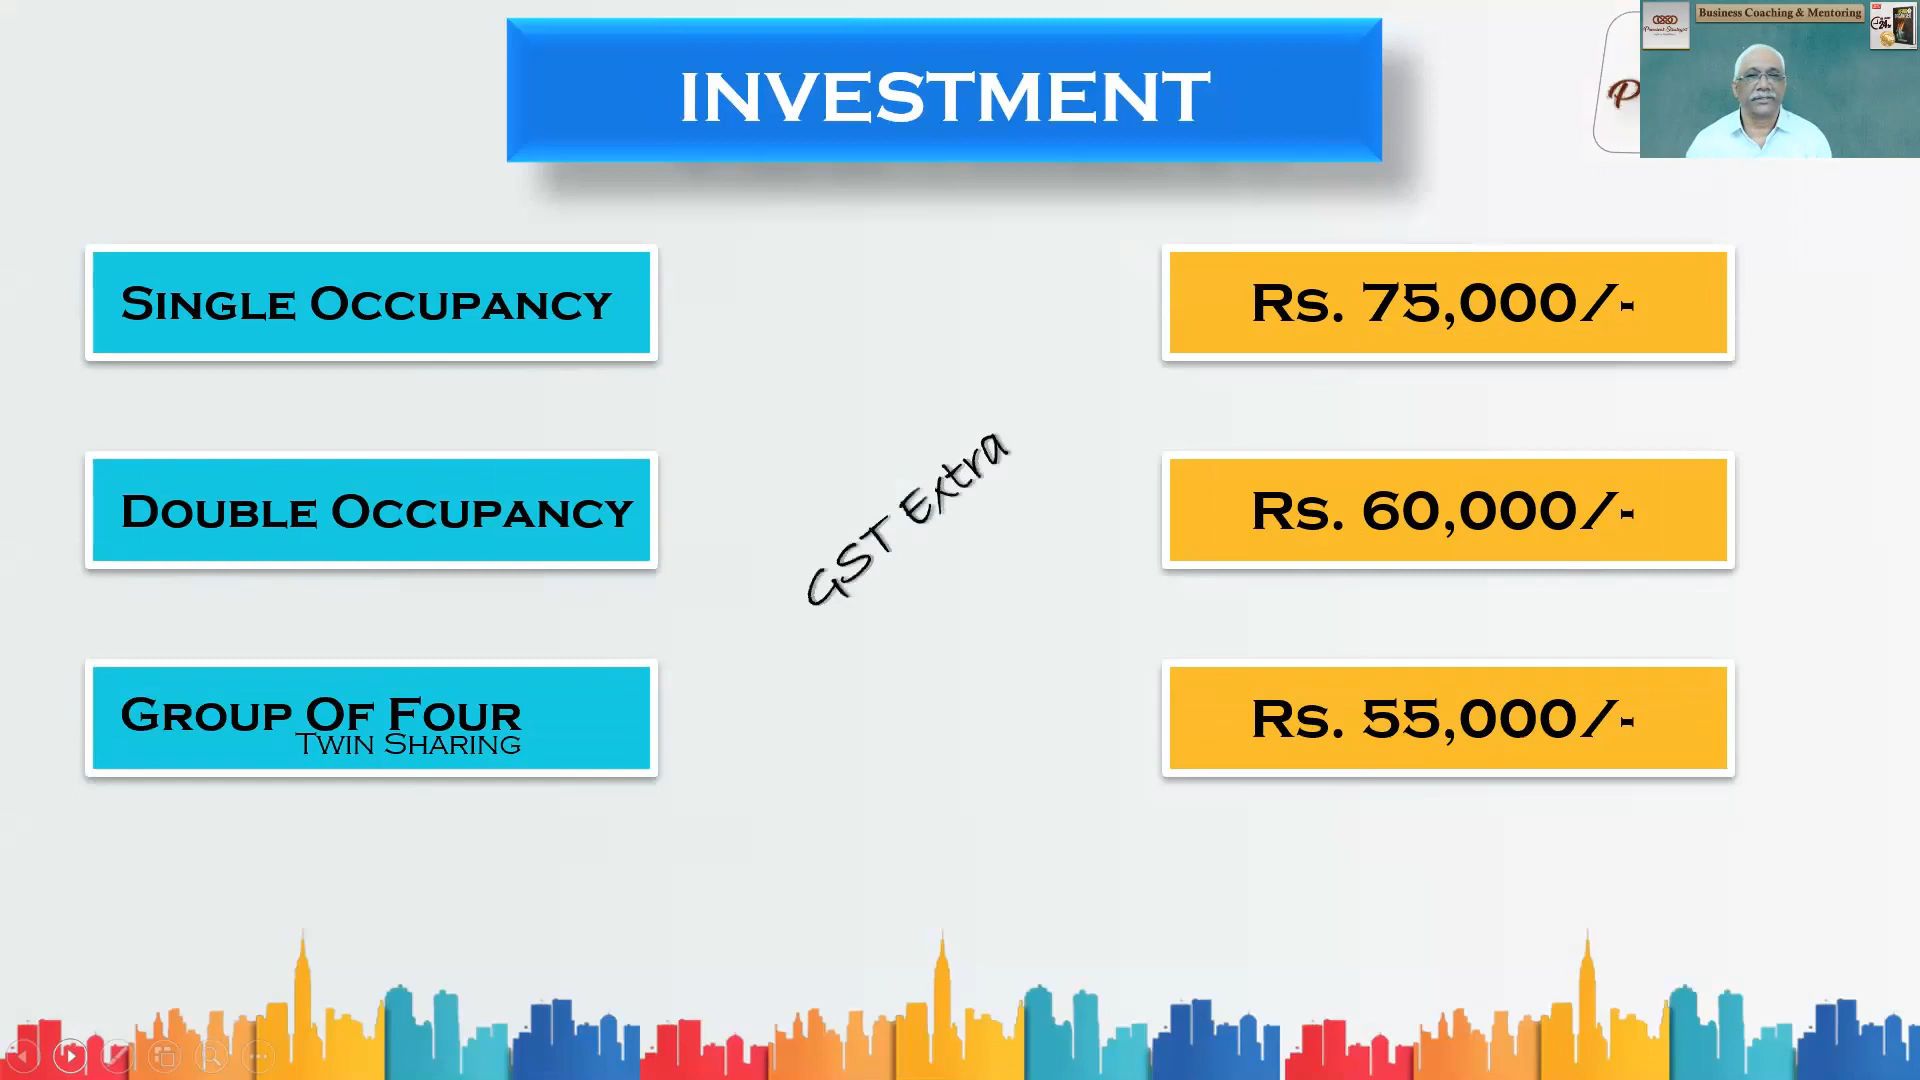 INVESTMENT
Business Coaching & Mentoring
Single Occupancy
Rs. 75,000/-
Double Occupancy
GST Extra
Rs. 60,000/-
Group Of Four
Twin Sharing
Rs. 55,000/-